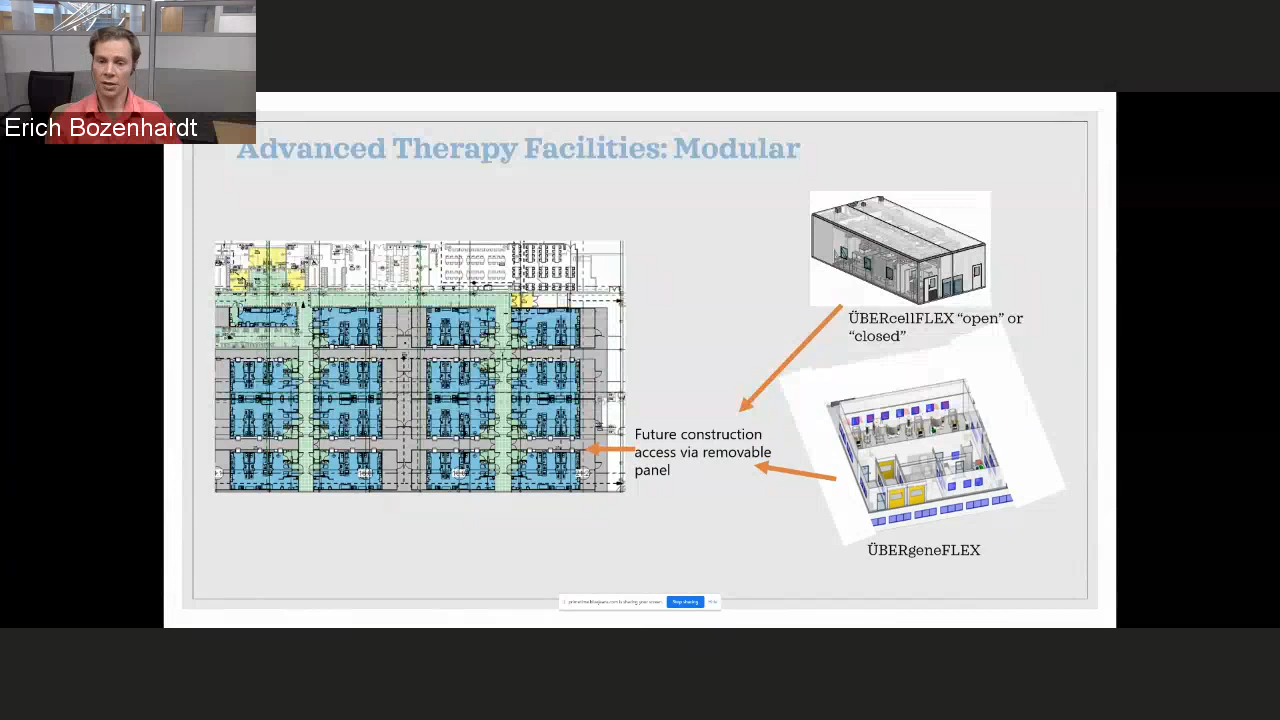 Erich Bozenhardt
Advanced Therapy Facilities: Modular
ÜBERcellFLEX “open” or
“closed”
Future construction
access via removable
panel
ÜBERgeneFLEX
Stop sharing